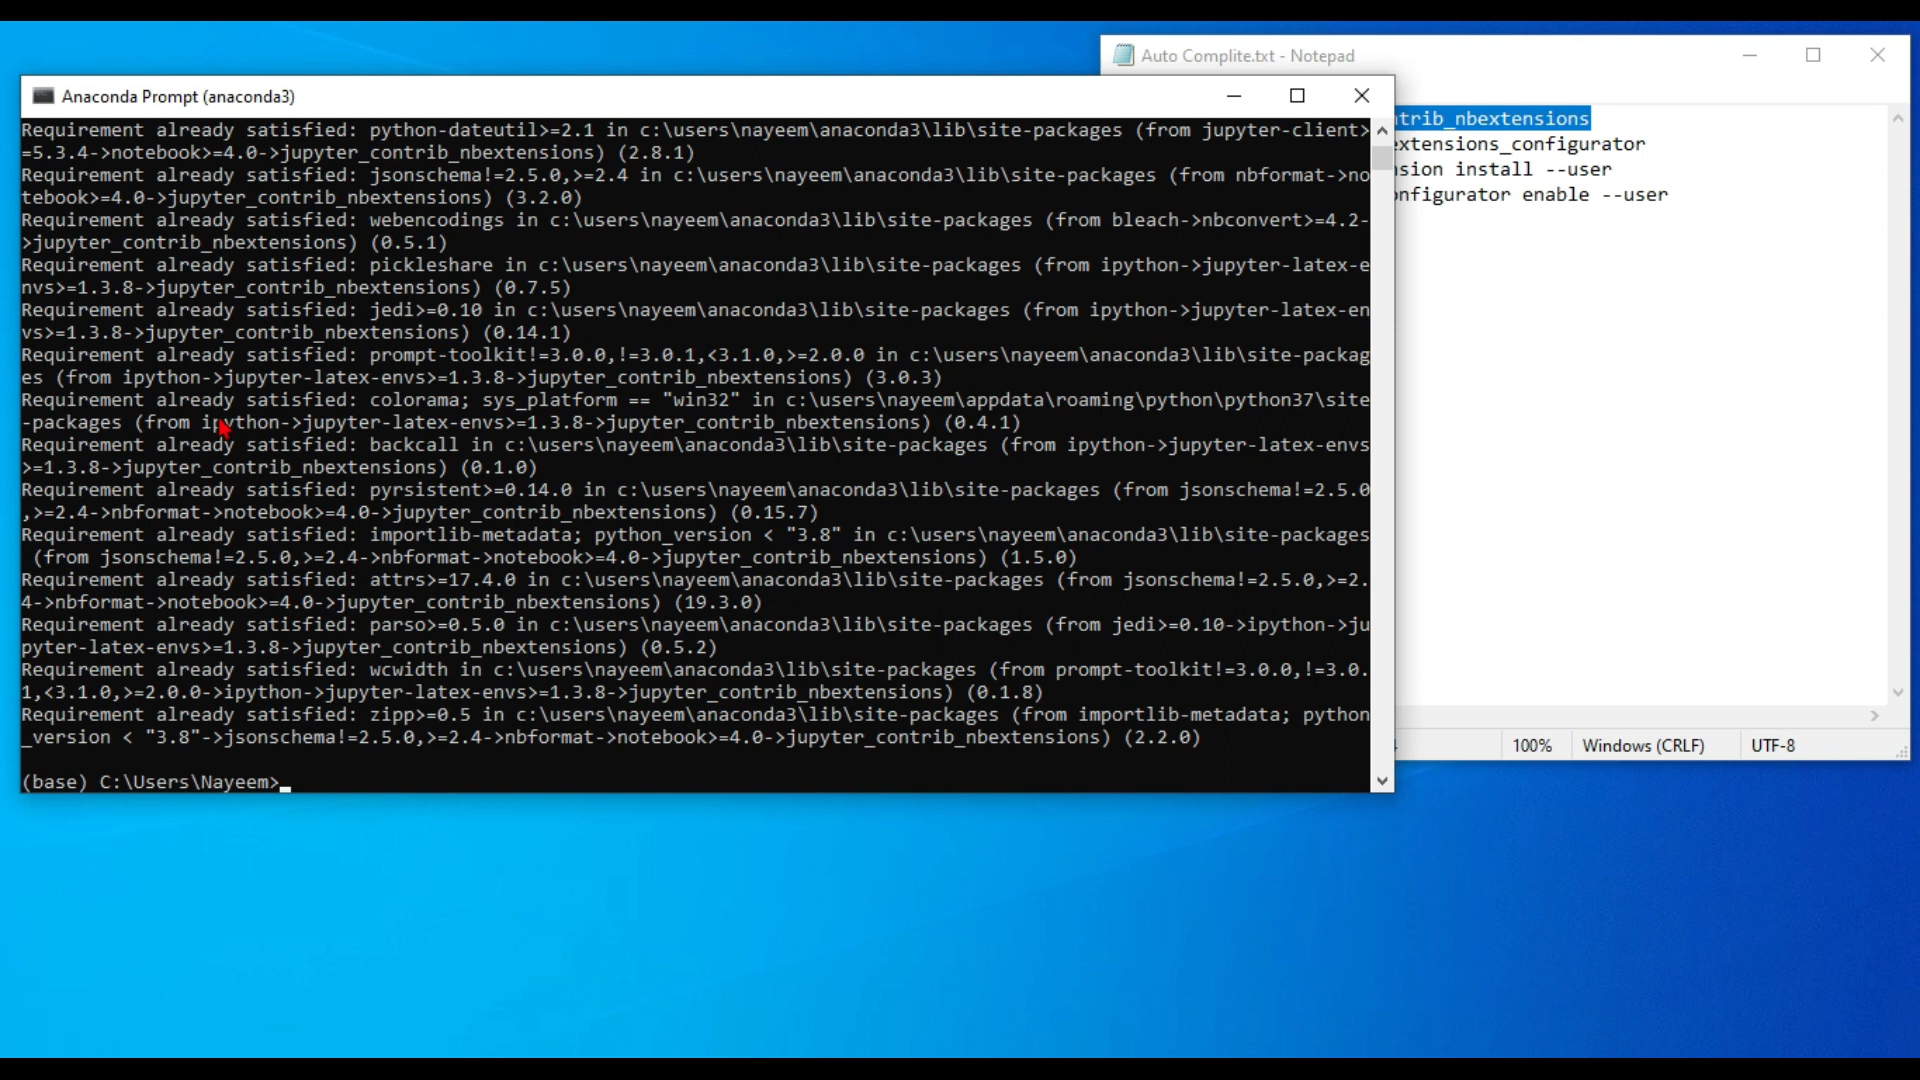 Auto Complite.txt - Notepad
Anaconda Prompt (anaconda3)
Requirement already satisfied: python-dateutil>=2.1 in c:\users\nayeem\anaconda3\lib\site-packages (from jupyter-client>
=5.3.4->notebook>=4.0->jupyter_contrib_nbextensions) (2.8.1)
Requirement already satisfied: jsonschema!=2.5.0,>=2.4 in c:\users\nayeem\anaconda3\lib\site-packages (from nbformat->no
tebook>=4.0->jupyter_contrib_nbextensions) (3.2.0)
Requirement already satisfied: webencodings in c:\users\nayeem\anaconda3\lib\site-packages (from bleach->nbconvert>=4.2-
>jupyter_contrib_nbextensions) (0.5.1)
Requirement already satisfied: pickleshare in c:\users\nayeem\anaconda3\lib\site-packages (from ipython->jupyter-latex-e
nvs>=1.3.8->jupyter_contrib_nbextensions) (0.7.5)
Requirement already satisfied: jedi>=0.10 in c:\users\nayeem\anaconda3\lib\site-packages (from ipython->jupyter-latex-en
vs>=1.3.8->jupyter_contrib_nbextensions) (0.14.1)
Requirement already satisfied: prompt-toolkit!=3.0.0,!=3.0.1,<3.1.0,>=2.0.0 in c:\users\nayeem\anaconda3\lib\site-packag
es (from ipython->jupyter-latex-envs>=1.3.8->jupyter_contrib_nbextensions) (3.0.3)
Requirement already satisfied: colorama; sys_platform == "win32" in c:\users\nayeem\appdata\roaming\python\python37\site
-packages (from ipython->jupyter-latex-envs>=1.3.8->jupyter_contrib_nbextensions) (0.4.1)
Requirement already satisfied: backcall in c:\users\nayeem\anaconda3\lib\site-packages (from ipython->jupyter-latex-envs
>=1.3.8->jupyter_contrib_nbextensions) (0.1.0)
Requirement already satisfied: pyrsistent>=0.14.0 in c:\users\nayeem\anaconda3\lib\site-packages (from jsonschema!=2.5.0
,>=2.4->nbformat->notebook>=4.0->jupyter_contrib_nbextensions) (0.15.7)
Requirement already satisfied: importlib-metadata; python_version < "3.8" in c:\users\nayeem\anaconda3\lib\site-packages
(from jsonschema!=2.5.0,>=2.4->nbformat->notebook>=4.0->jupyter_contrib_nbextensions) (1.5.0)
Requirement already satisfied: attrs>=17.4.0 in c:\users\nayeem\anaconda3\lib\site-packages (from jsonschema!=2.5.0,>=2.
4->nbformat->notebook>=4.0->jupyter_contrib_nbextensions) (19.3.0)
Requirement already satisfied: parso>=0.5.0 in c:\users\nayeem\anaconda3\lib\site-packages (from jedi>=0.10->ipython->ju
pyter-latex-envs>=1.3.8->jupyter_contrib_nbextensions) (0.5.2)
Requirement already satisfied: wcwidth in c:\users\nayeem\anaconda3\lib\site-packages (from prompt-toolkit!=3.0.0,!=3.0.
1,<3.1.0,>=2.0.0->ipython->jupyter-latex-envs>=1.3.8->jupyter_contrib_nbextensions) (0.1.8)
Requirement already satisfied: zipp>=0.5 in c:\users\nayeem\anaconda3\lib\site-packages (from importlib-metadata; python
_version < "3.8"->jsonschema!=2.5.0,>=2.4->nbformat->notebook>=4.0->jupyter_contrib_nbextensions) (2.2.0)
(base) C:\Users\Nayeem>
trib_nbextensions
extensions_configurator
sion install --user
nfigurator enable --user
100%
Windows (CRLF)
UTF-8